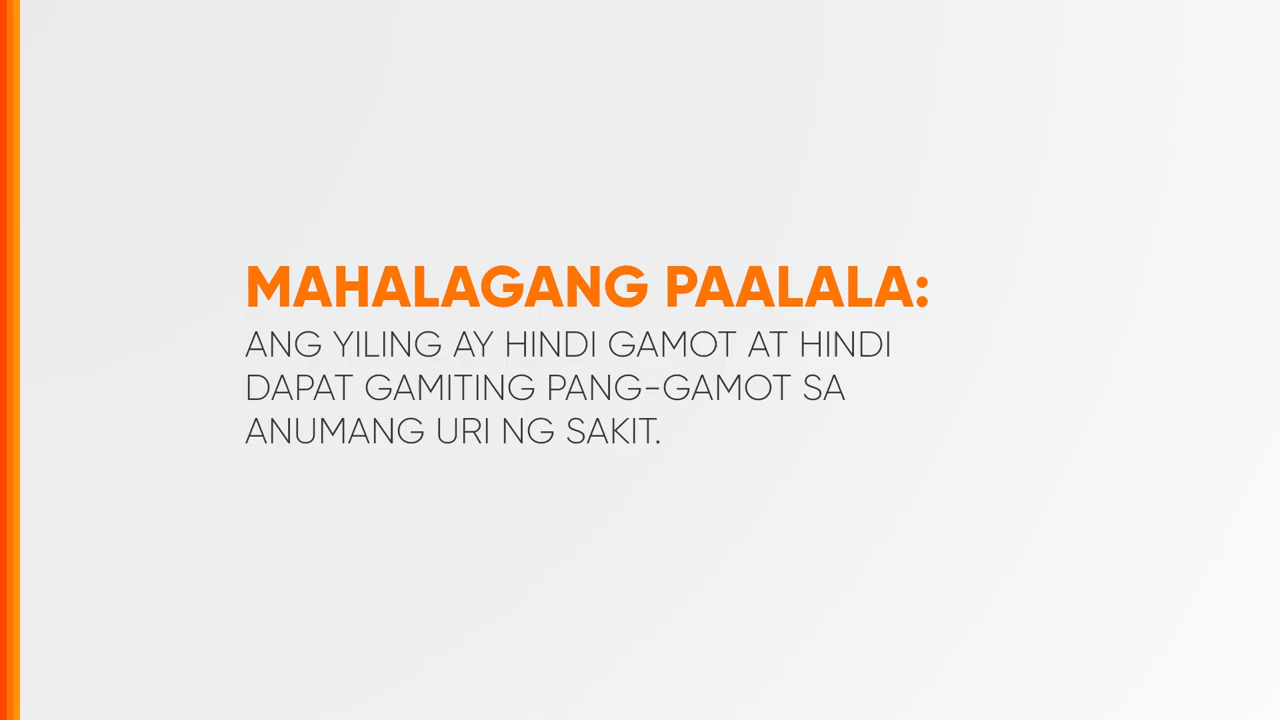 MAHALAGANG PAALALA:
ANG YILING AY HINDI GAMOT AT HINDI
DAPAT GAMITING PANG-GAMOT SA
ANUMANG URI NG SAKIT.